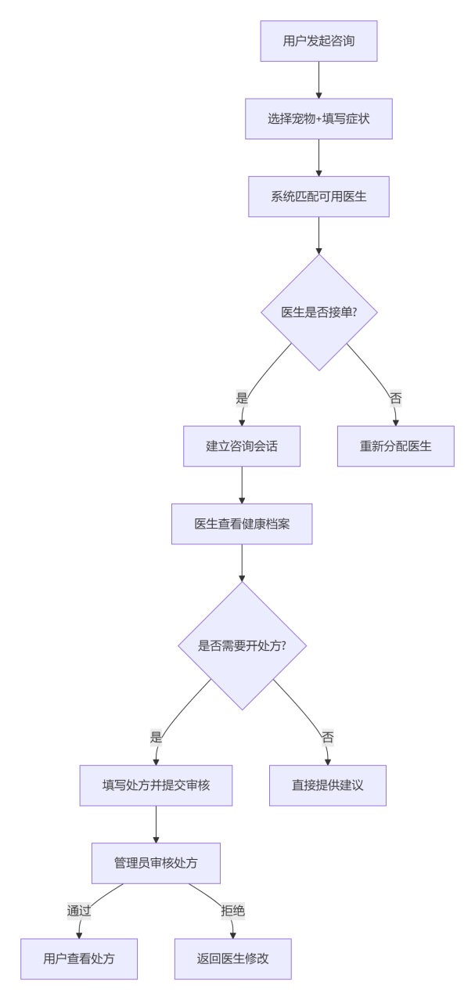 用户发起咨询
选择宠物+填写症状
系统匹配可用医生
医生是否接单?
是
否
建立咨询会话
重新分配医生
医生查看健康档案
是否需要开处方?
是
否
填写处方并提交审核
直接提供建议
管理员审核处方
通过
拒绝
用户查看处方
返回医生修改